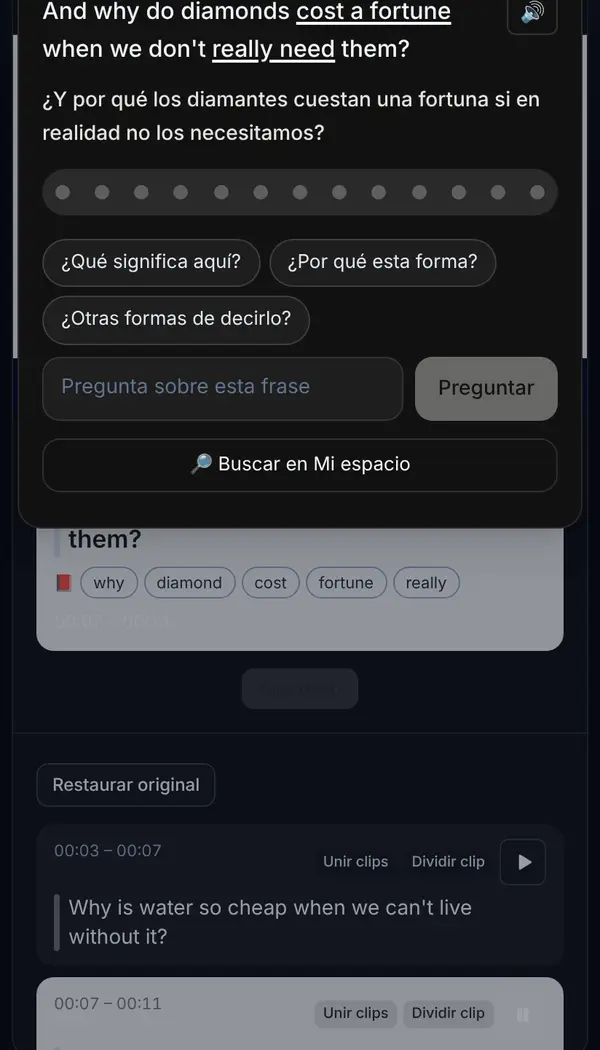 And why do diamonds cost a fortune
when we don't really need them?
¿Y por qué los diamantes cuestan una fortuna si en
realidad no los necesitamos?
¿Qué significa aquí?
¿Por qué esta forma?
¿Otras formas de decirlo?
Pregunta sobre esta frase
Preguntar
🔎 Buscar en Mi espacio
them?
why diamond cost fortune really
Restaurar original
00:03 – 00:07
Unir clips Dividir clip
Why is water so cheap when we can't live
without it?
00:07 – 00:11
Unir clips Dividir clip